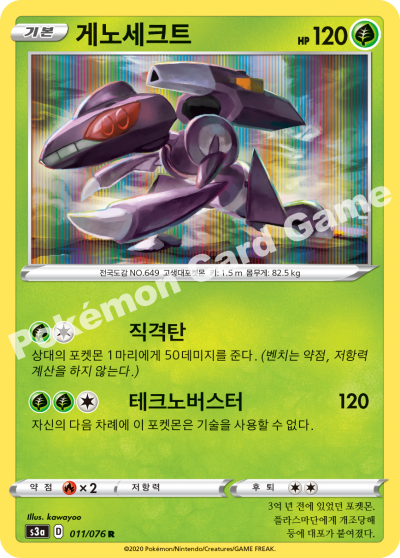 기본 게노세크트 HP 120
전국도감 NO.649 고생대포켓몬 키: 1.5 m 몸무게: 82.5 kg
Pokémon Card Game
직격탄
상대의 포켓몬 1마리에게 50데미지를 준다. (벤치는 약점, 저항력
계산을 하지 않는다.)
테크노버스터 120
자신의 다음 차례에 이 포켓몬은 기술을 사용할 수 없다.
약점 ×2 저항력 후퇴
Illus. kawayoo
s3a D 011/076 R
3억 년 전에 있었던 포켓몬.
플라스마단에게 개조당해
등에 대포가 붙여졌다.
©2020 Pokémon/Nintendo/Creatures/GAME FREAK.